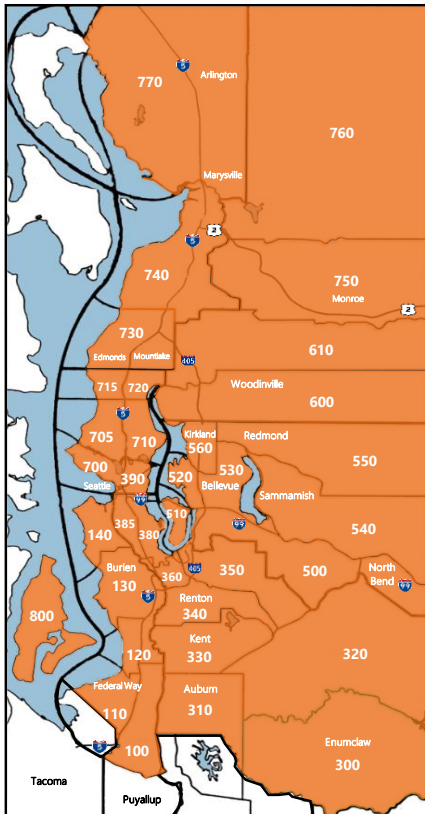 5
770
Arlington
760
Marysville
2
5
740
750
Monroe
2
730
Edmonds
Mountlake
405
610
715
720
Woodinville
600
5
705
710
Kirkland
560
Redmond
550
700
390
520
530
Seattle
Bellevue
Sammamish
90
510
385
380
90
140
540
Burien
130
360
405
350
500
North
Bend
90
5
Renton
340
800
120
Kent
330
320
Federal Way
110
Auburn
310
5
100
Enumclaw
300
Tacoma
Puyallup